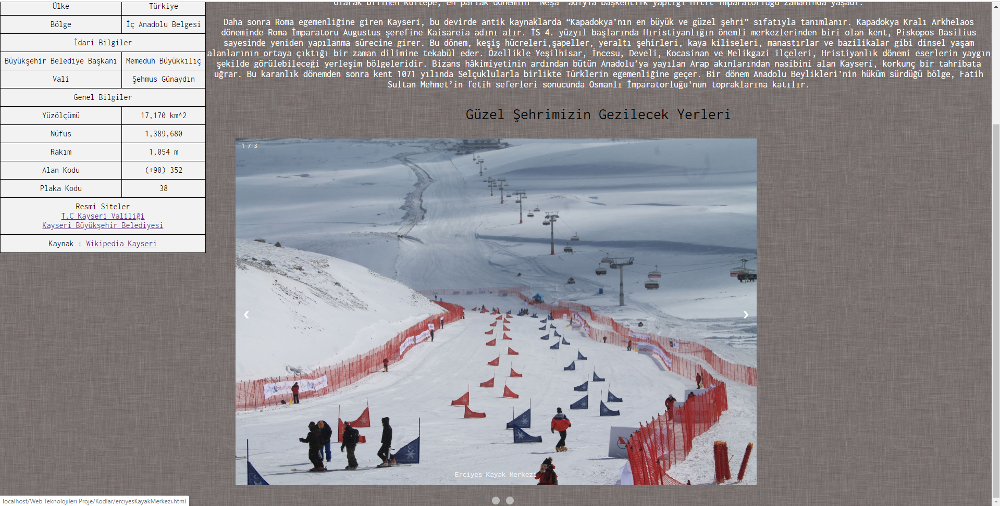 Ülke Türkiye
Bölge İç Anadolu Belgesi
İdari Bilgiler
Büyükşehir Belediye Başkanı Memeduh Büyükkılıç
Vali Şehmus Günaydın
Genel Bilgiler
Yüzölçümü 17,170 km^2
Nüfus 1,389,680
Rakım 1,054 m
Alan Kodu (+90) 352
Plaka Kodu 38
Resmi Siteler
T.C Kayseri Valiliği
Kayseri Büyükşehir Belediyesi
Kaynak : Wikipedia Kayseri
olarak bilinen Kültepe, en parlak dönemini "Neşa" adıyla başkentlik yaptığı Hitit İmparatorluğu zamanında yaşadı.
Daha sonra Roma egemenliğine giren Kayseri, bu devirde antik kaynaklarda “Kapadokya’nın en büyük ve güzel şehri” sıfatıyla tanımlanır. Kapadokya Kralı Arkhelaos
döneminde Roma İmparatoru Augustus şerefine Kaisareia adını alır. İS 4. yüzyıl başlarında Hıristiyanlığın önemli merkezlerinden biri olan kent, Piskopos Basilius
sayesinde yeniden yapılanma sürecine girer. Bu dönem, keşiş hücreleri,şapeller, yeraltı şehirleri, kaya kiliseleri, manastırlar ve bazilikalar gibi dinsel yaşam
alanlarının ortaya çıktığı bir zaman dilimine tekabül eder. Özellikle Yeşilhisar, İncesu, Develi, Kocasinan ve Melikgazi ilçeleri, Hristiyanlık dönemi eserlerin yaygın
şekilde görülebileceği yerleşim bölgeleridir. Bizans hâkimiyetinin ardından bütün Anadolu’ya yayılan Arap akınlarından nasibini alan Kayseri, korkunç bir tahribata
uğrar. Bu karanlık dönemden sonra kent 1071 yılında Selçuklularla birlikte Türklerin egemenliğine geçer. Bir dönem Anadolu Beylikleri’nin hüküm sürdüğü bölge, Fatih
Sultan Mehmet’in fetih seferleri sonucunda Osmanlı İmparatorluğu'nun topraklarına katılır.
Güzel Şehrimizin Gezilecek Yerleri
1 / 3
❮ ❯
Erciyes Kayak Merkezi
localhost/Web Teknolojileri Proje/Kodlar/erciyesKayakMerkezi.html